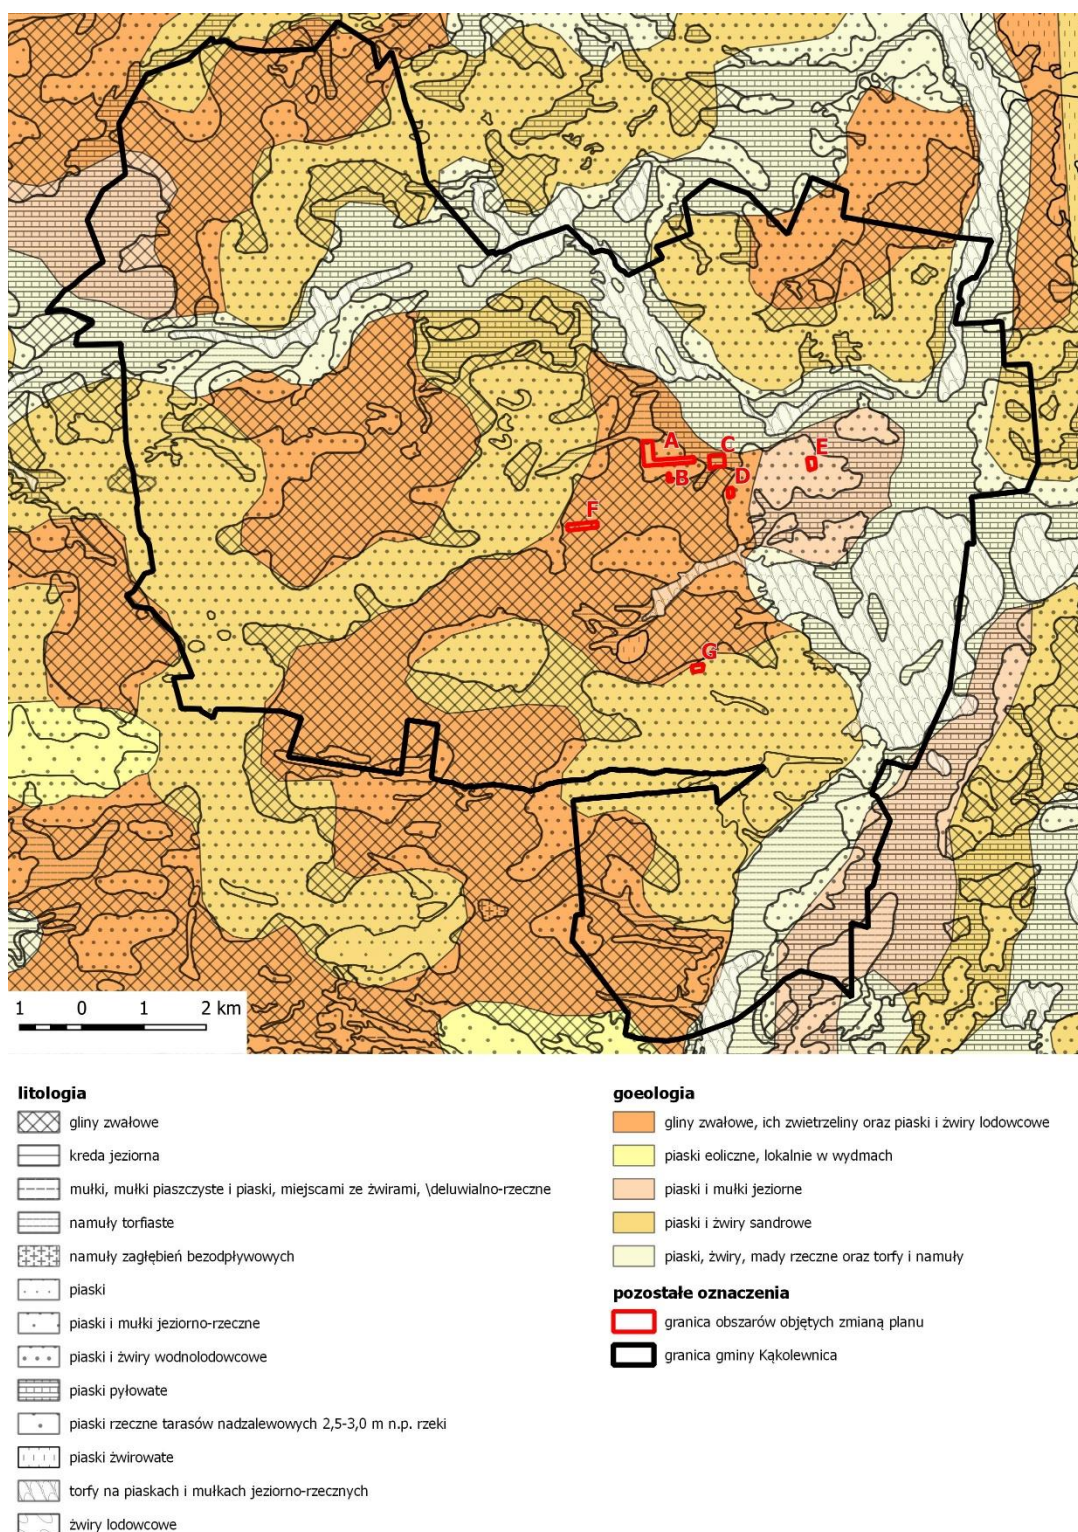 A
C
E
B
D
F
G
1 0 1 2 km
litologia
gliny zwałowe
kreda jeziorna
mułki, mułki piaszczyste i piaski, miejscami ze żwirami, \deluwialno-rzeczne
namuły torfiaste
namuły zagłębień bezodpływowych
piaski
piaski i mułki jeziorno-rzeczne
piaski i żwiry wodnolodowcowe
piaski pyłowate
piaski rzeczne tarasów nadzalewowych 2,5-3,0 m n.p. rzeki
piaski żwirowate
torfy na piaskach i mułkach jeziorno-rzecznych
żwiry lodowcowe
goeologia
gliny zwałowe, ich zwietrzeliny oraz piaski i żwiry lodowcowe
piaski eoliczne, lokalnie w wydmach
piaski i mułki jeziorne
piaski i żwiry sandrowe
piaski, żwiry, mady rzeczne oraz torfy i namuły
pozostałe oznaczenia
granica obszarów objętych zmianą planu
granica gminy Kąkolewnica